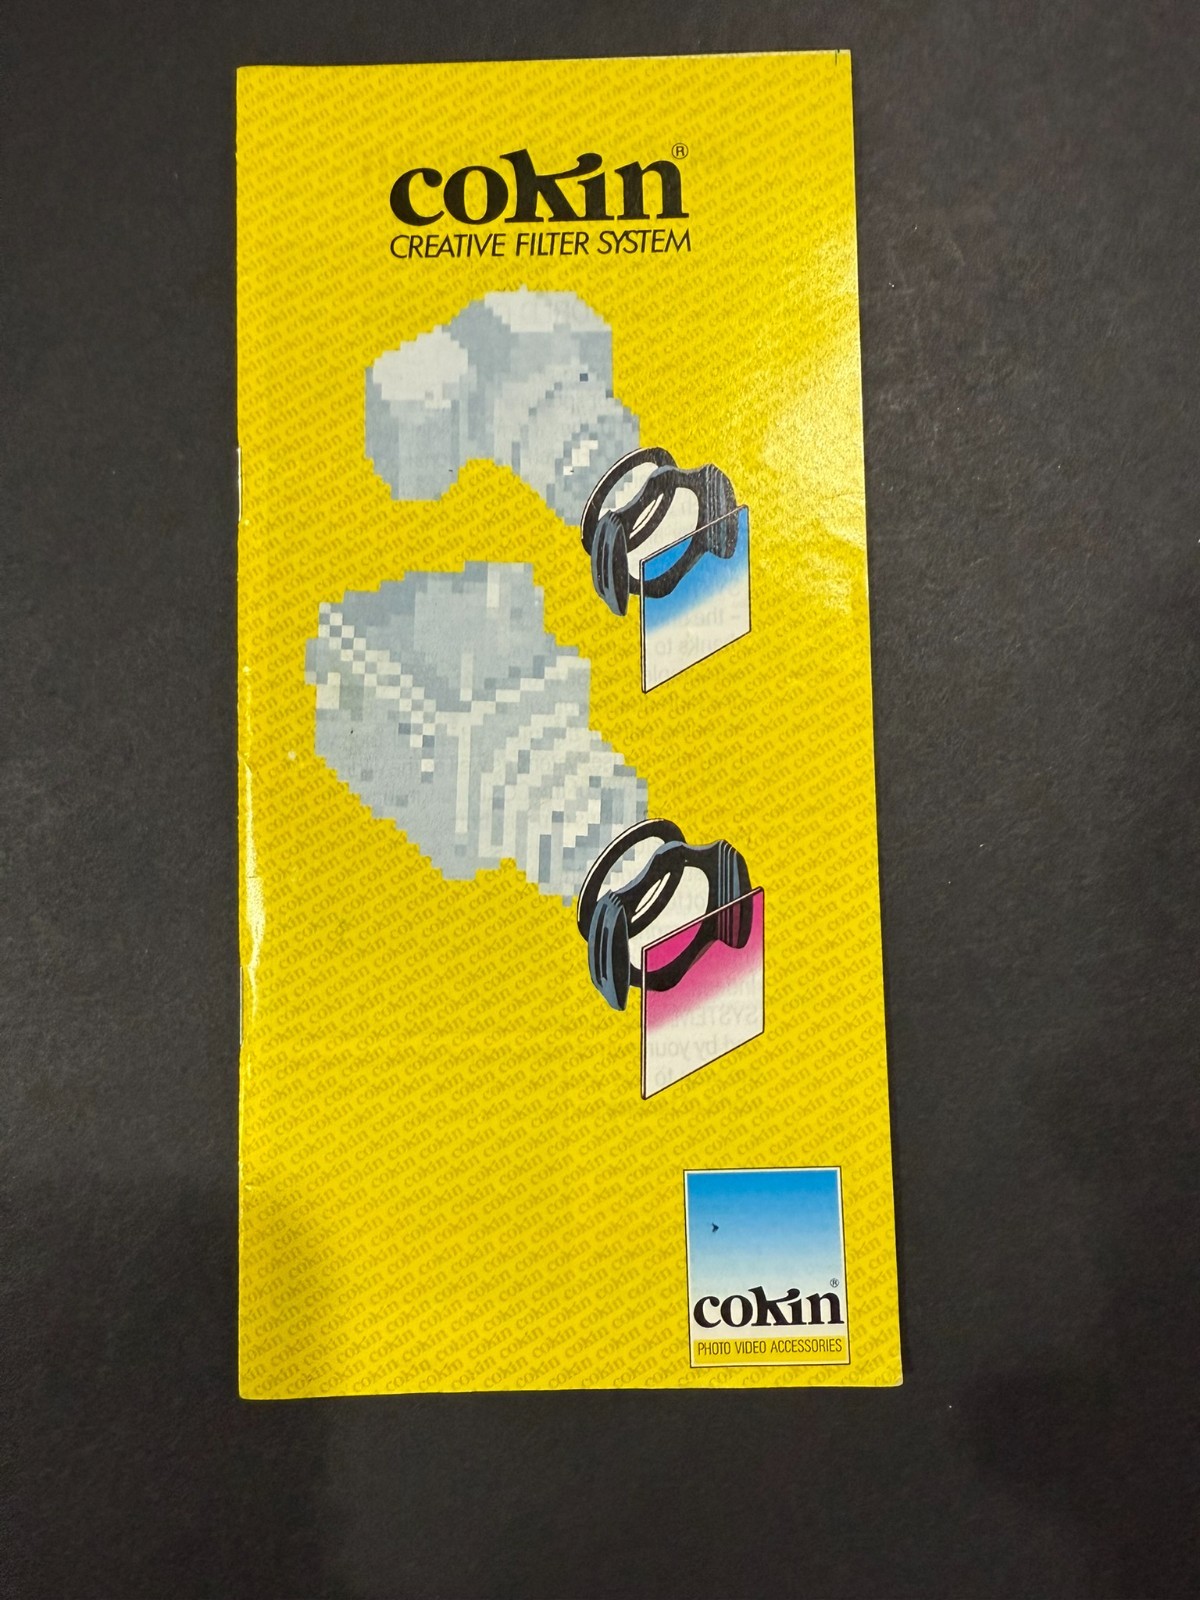 cokin®
CREATIVE FILTER SYSTEM
cokin®
PHOTO VIDEO ACCESSORIES